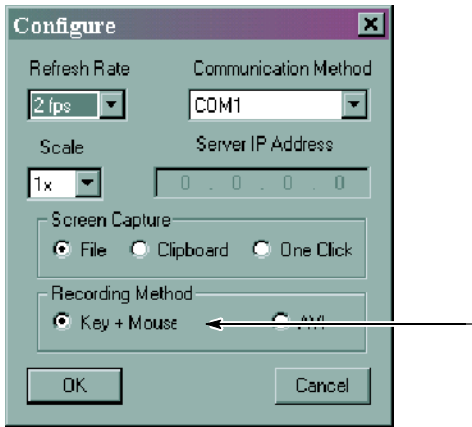 Configure
Refresh Rate
Communication Method
2 fps
COM1
Scale
Server IP Address
1x
0 . 0 . 0 . 0
Screen Capture
File
Clipboard
One Click
Recording Method
Key + Mouse
OK
Cancel